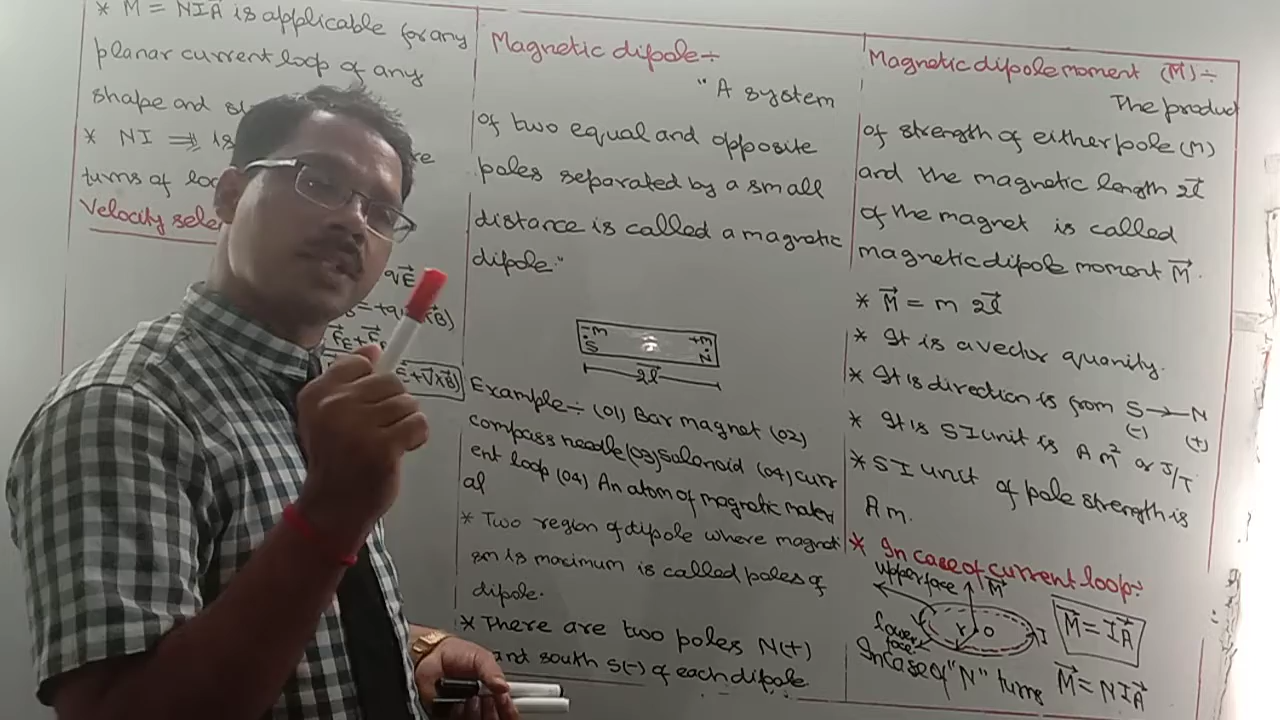 * M = NIA⃗ is applicable for any
planar current loop of any
shape and
* NI ⇒ is
turns of
Velocity
qE⃗
F⃗E+F⃗
E+V⃗×B⃗)
Magnetic dipole÷
"A system
of two equal and opposite
poles separated by a small
distance is called a magnetic
dipole"
-m +m
S N
2l
Example÷ (01) Bar magnet (02)
compass needle (03) Solenoid (04) curr
ent loop (04) An atom of magnetic materi
al
* Two region of dipole where magneti
sm is maximum is called poles of
dipole.
* There are two poles N(+)
and south S(-) of each dipole
Magnetic dipole moment (M⃗)÷
The product
of strength of either pole (m)
and the magnetic length 2l⃗
of the magnet is called
magnetic dipole moment M⃗.
* M⃗ = m 2l⃗
* It is a vector quanity.
* It is direction is from S→N
(-) (+)
* It is SI unit is Am² or J/T
* SI unit of pole strength is
Am.
* In case of current loop÷
upper face M⃗
r O I
lower
face
M⃗ = IA⃗
In case of "N" turns M⃗ = NIA⃗